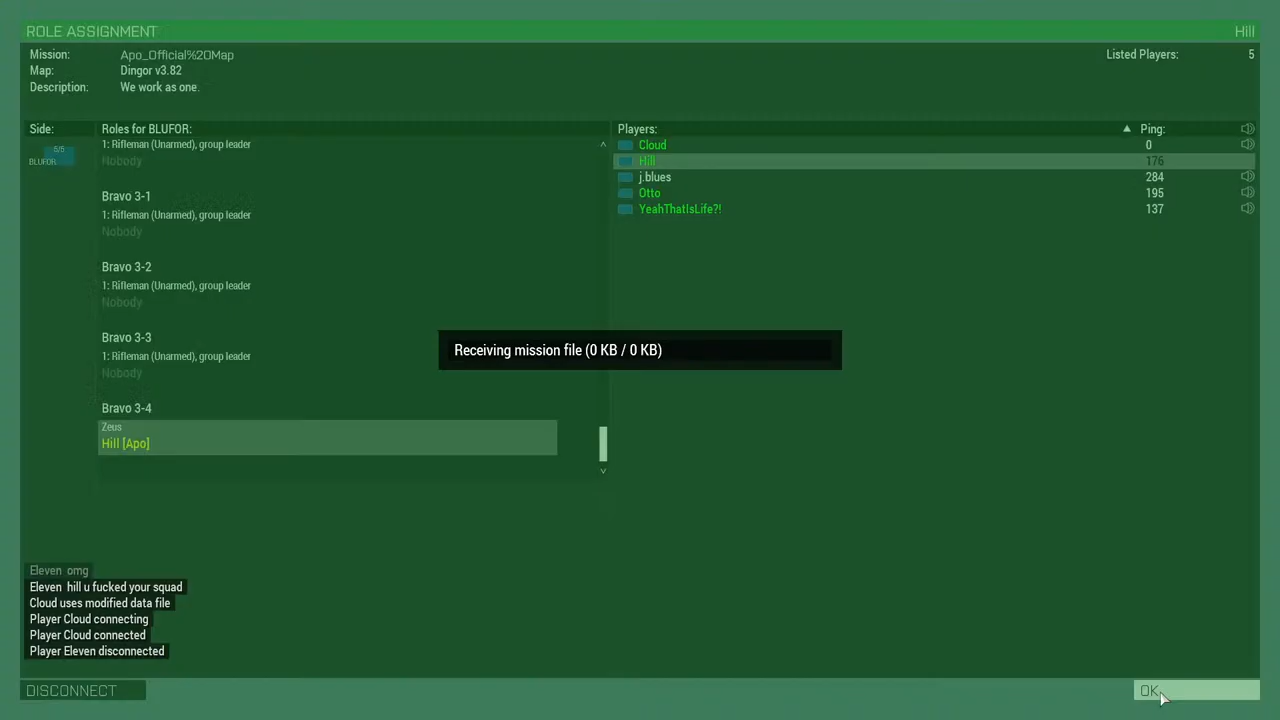 ROLE ASSIGNMENT Hill
Mission: Apo_Official%20Map Listed Players: 5
Map: Dingor v3.82
Description: We work as one.
Side: Roles for BLUFOR: Players: Ping:
5/5
BLUFOR
1: Rifleman (Unarmed), group leader
Nobody
Bravo 3-1
1: Rifleman (Unarmed), group leader
Nobody
Bravo 3-2
1: Rifleman (Unarmed), group leader
Nobody
Bravo 3-3
1: Rifleman (Unarmed), group leader
Nobody
Bravo 3-4
Zeus
Hill [Apo]
Cloud 0
Hill 176
j.blues 284
Otto 195
YeahThatIsLife?! 137
Receiving mission file (0 KB / 0 KB)
Eleven omg
Eleven hill u fucked your squad
Cloud uses modified data file
Player Cloud connecting
Player Cloud connected
Player Eleven disconnected
DISCONNECT OK